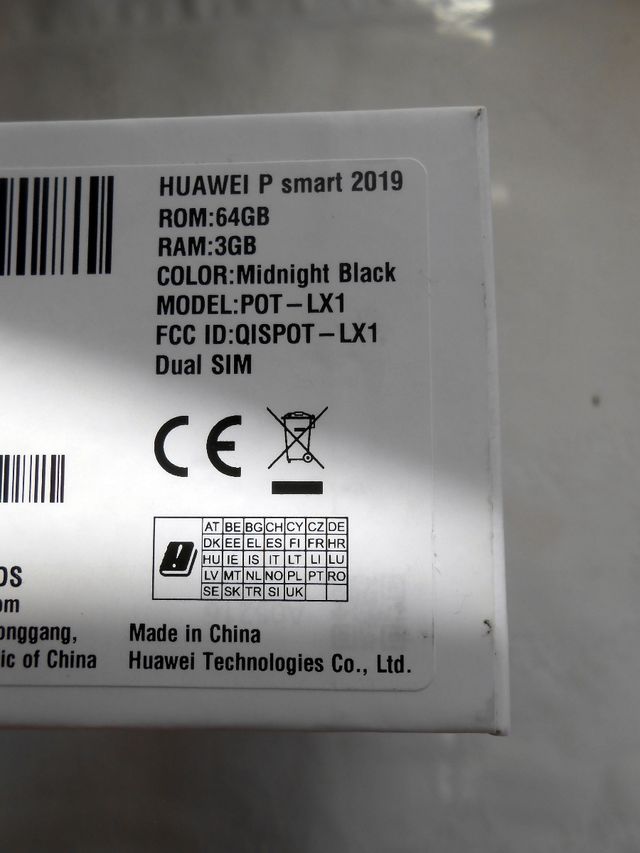 HUAWEI P smart 2019
ROM:64GB
RAM:3GB
COLOR:Midnight Black
MODEL:POT-LX1
FCC ID:QISPOT-LX1
Dual SIM
CE
AT BE BG CH CY CZ DE
DK EE EL ES FI FR HR
HU IE IS IT LT LI LU
LV MT NL NO PL PT RO
SE SK TR SI UK
Made in China
Huawei Technologies Co., Ltd.
DS
om
onggang,
ic of China